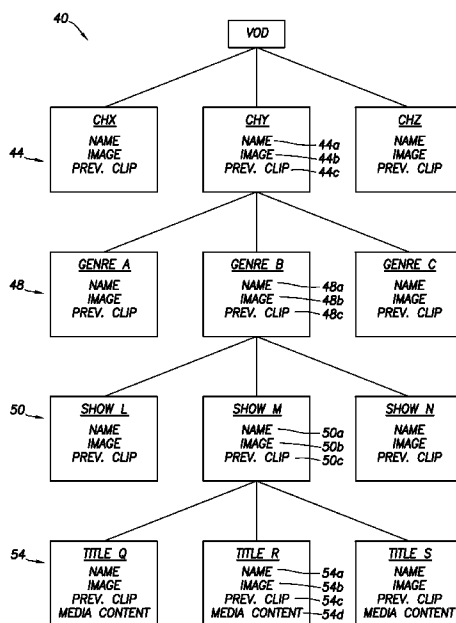 40
VOD
CHX
NAME
IMAGE
PREV. CLIP
CHY
NAME
IMAGE
PREV. CLIP
CHZ
NAME
IMAGE
PREV. CLIP
44
44a
44b
44c
GENRE A
NAME
IMAGE
PREV. CLIP
GENRE B
NAME
IMAGE
PREV. CLIP
GENRE C
NAME
IMAGE
PREV. CLIP
48
48a
48b
48c
SHOW L
NAME
IMAGE
PREV. CLIP
SHOW M
NAME
IMAGE
PREV. CLIP
SHOW N
NAME
IMAGE
PREV. CLIP
50
50a
50b
50c
TITLE Q
NAME
IMAGE
PREV. CLIP
MEDIA CONTENT
TITLE R
NAME
IMAGE
PREV. CLIP
MEDIA CONTENT
TITLE S
NAME
IMAGE
PREV. CLIP
MEDIA CONTENT
54
54a
54b
54c
54d